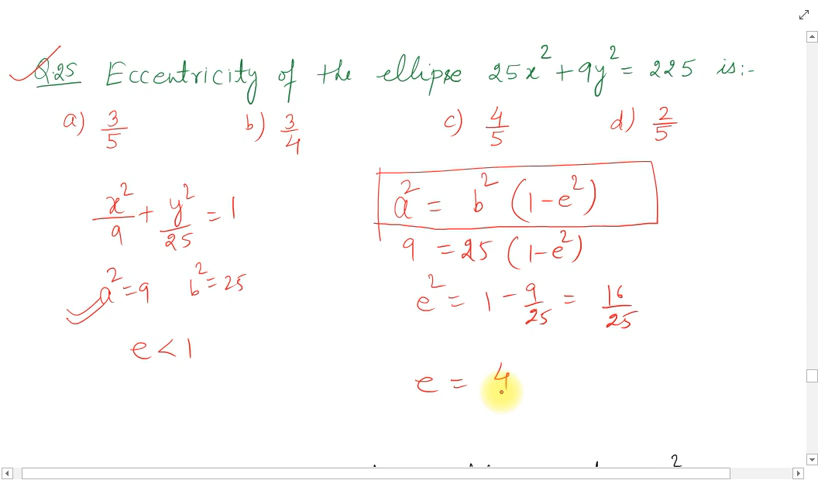 Q.25 Eccentricity of the ellipse 25x² + 9y² = 225 is:-
a) 3/5 b) 3/4 c) 4/5 d) 2/5
x²/9 + y²/25 = 1
a² = 9 b² = 25
e < 1
a² = b² (1 - e²)
9 = 25 (1 - e²)
e² = 1 - 9/25 = 16/25
e = 4